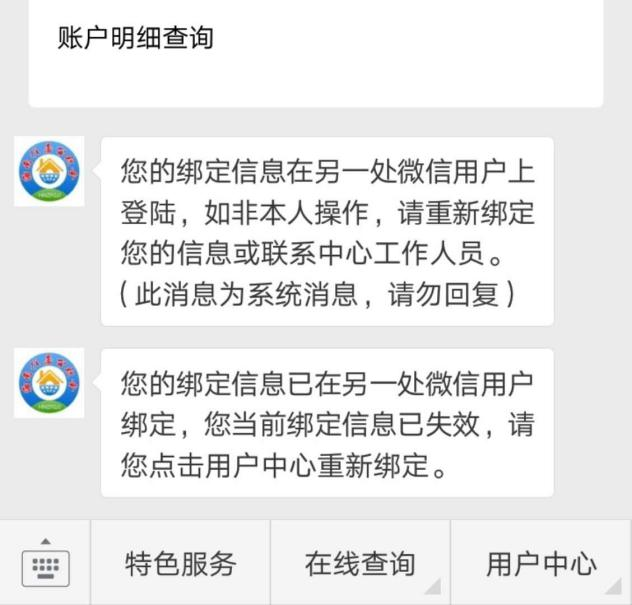 账户明细查询
您的绑定信息在另一处微信用户上
登陆，如非本人操作，请重新绑定
您的信息或联系中心工作人员。
（此消息为系统消息，请勿回复）
您的绑定信息已在另一处微信用户
绑定，您当前绑定信息已失效，请
您点击用户中心重新绑定。
特色服务
在线查询
用户中心